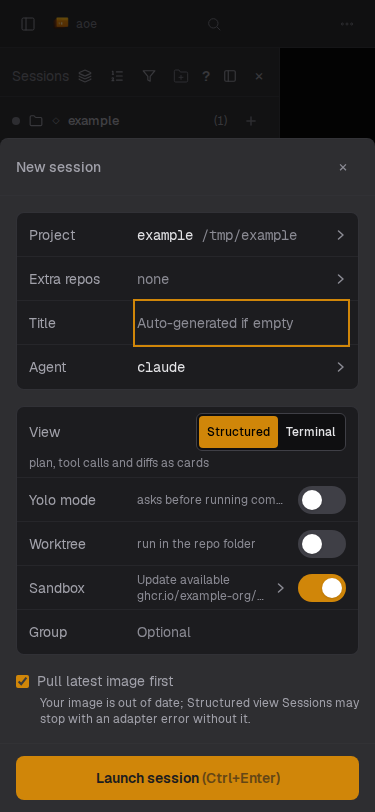 aoe
Sessions ?
example (1)
New session
Project example /tmp/example
Extra repos none
Title Auto-generated if empty
Agent claude
View Structured Terminal
plan, tool calls and diffs as cards
Yolo mode asks before running com…
Worktree run in the repo folder
Sandbox Update available
ghcr.io/example-org/…
Group Optional
Pull latest image first
Your image is out of date; Structured view Sessions may
stop with an adapter error without it.
Launch session (Ctrl+Enter)